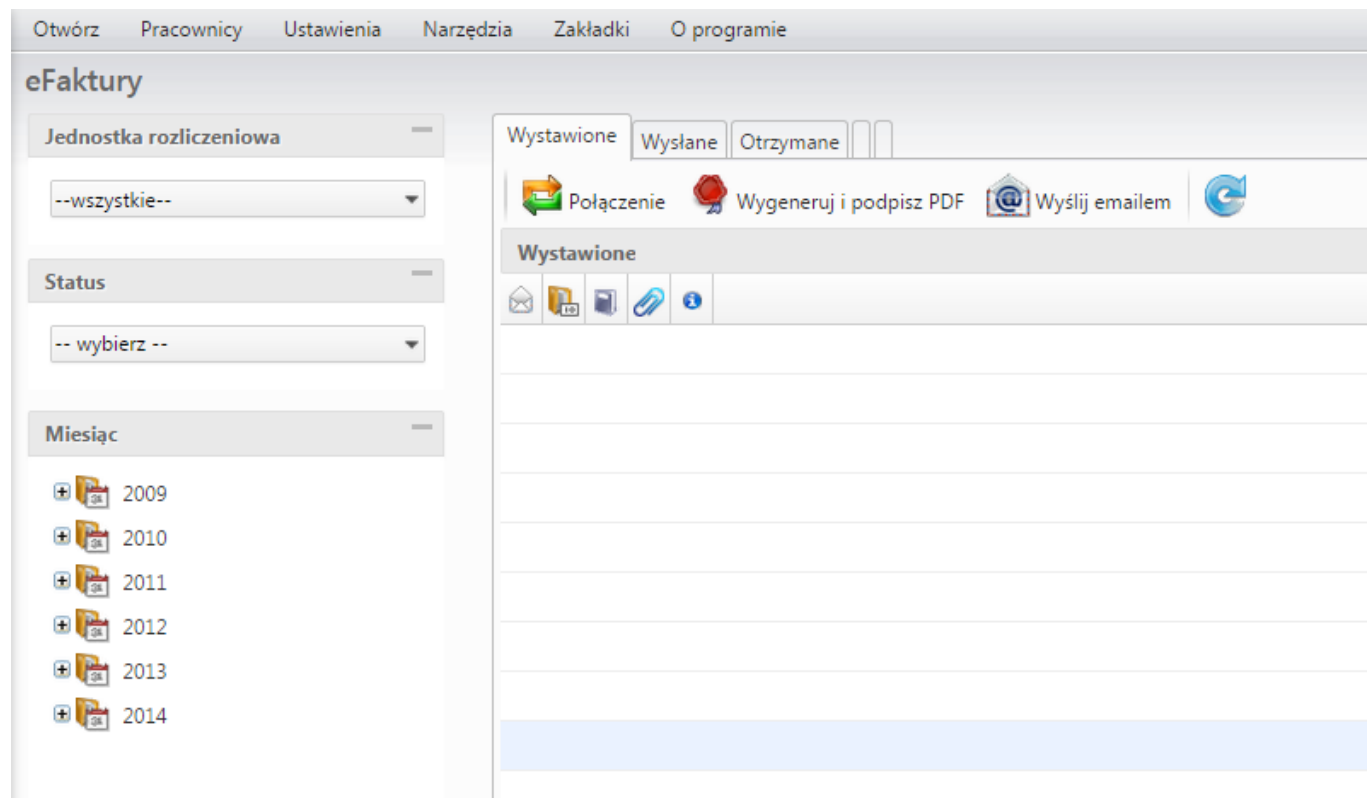 Otwórz Pracownicy Ustawienia Narzędzia Zakładki O programie
eFaktury
Jednostka rozliczeniowa
--wszystkie--
Status
-- wybierz --
Miesiąc
2009
2010
2011
2012
2013
2014
Wystawione Wysłane Otrzymane
Połączenie Wygeneruj i podpisz PDF Wyślij emailem
Wystawione